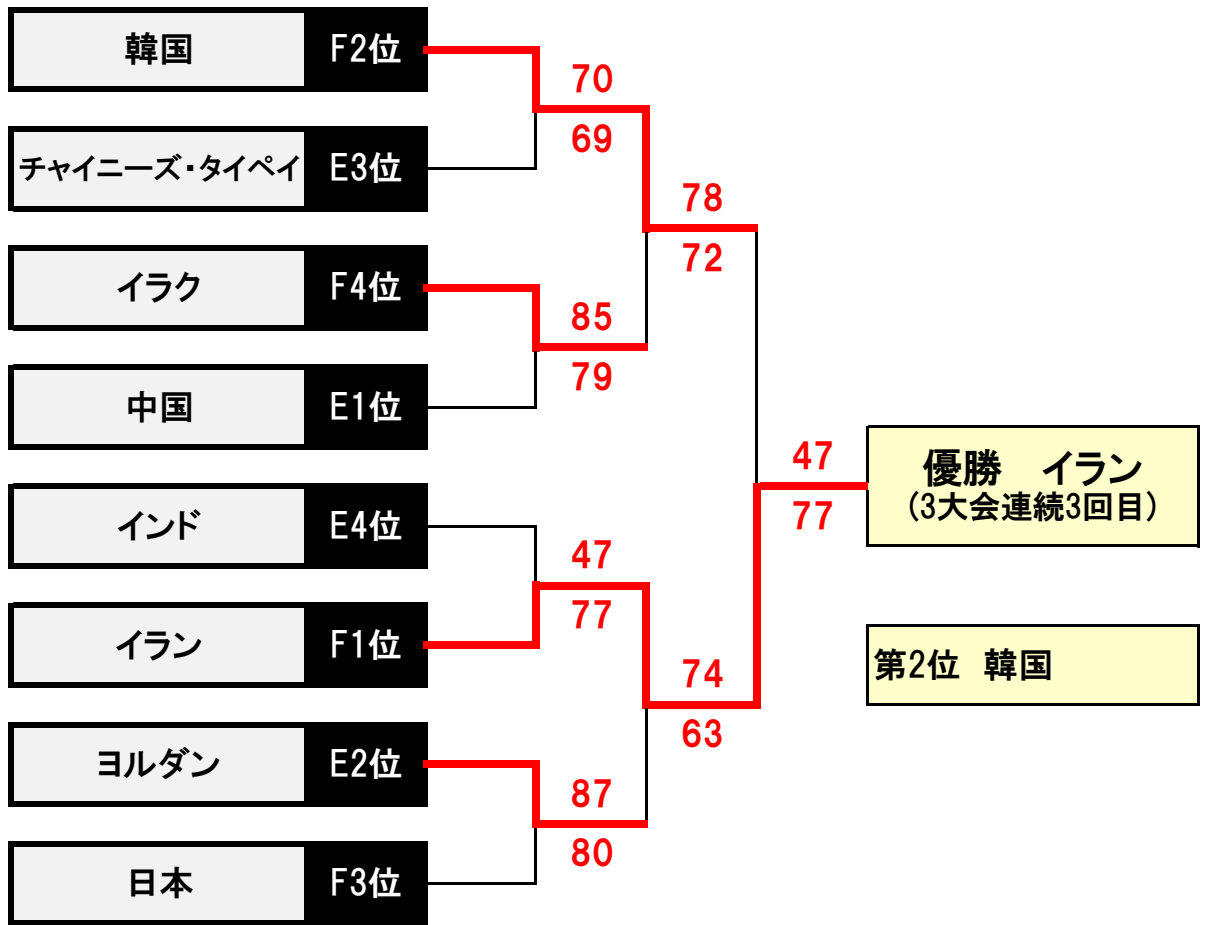 韓国 F2位
70
69
チャイニーズ・タイペイ E3位
78
72
イラク F4位
85
79
中国 E1位
47
77
優勝 イラン
(3大会連続3回目)
インド E4位
47
77
イラン F1位
74
63
第2位 韓国
ヨルダン E2位
87
80
日本 F3位